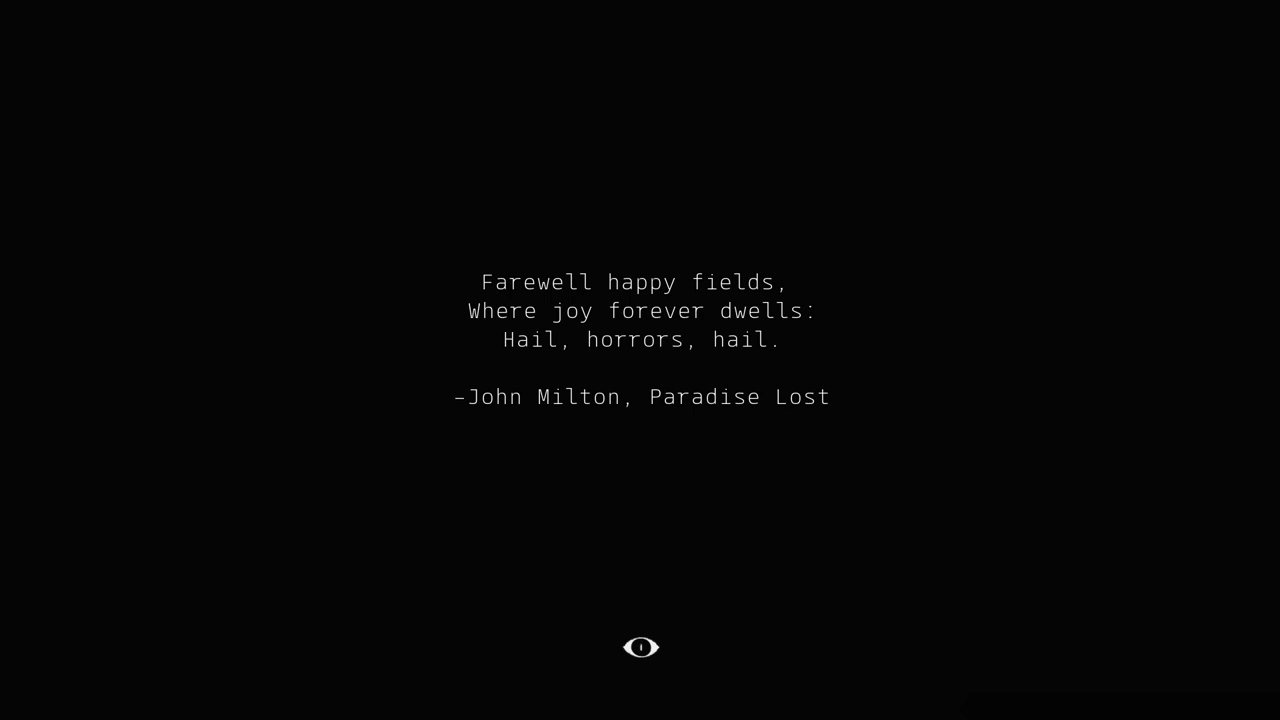 Farewell happy fields,
Where joy forever dwells:
Hail, horrors, hail.
–John Milton, Paradise Lost